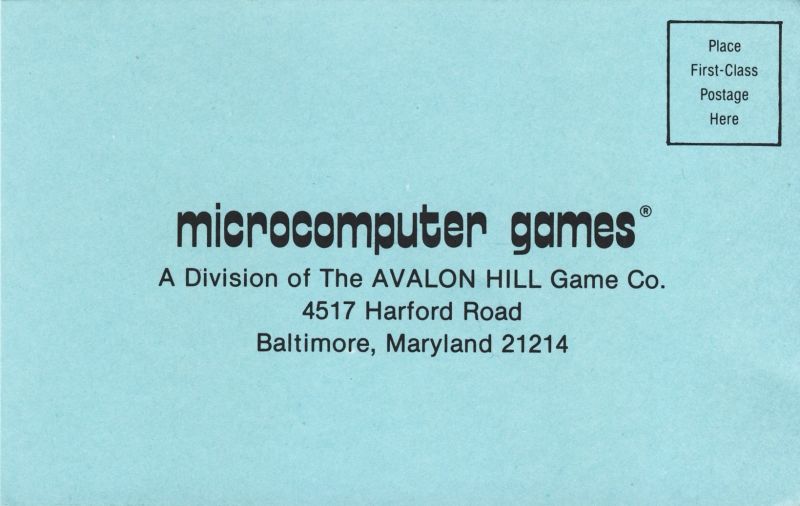 Place
First-Class
Postage
Here
microcomputer games®
A Division of The AVALON HILL Game Co.
4517 Harford Road
Baltimore, Maryland 21214